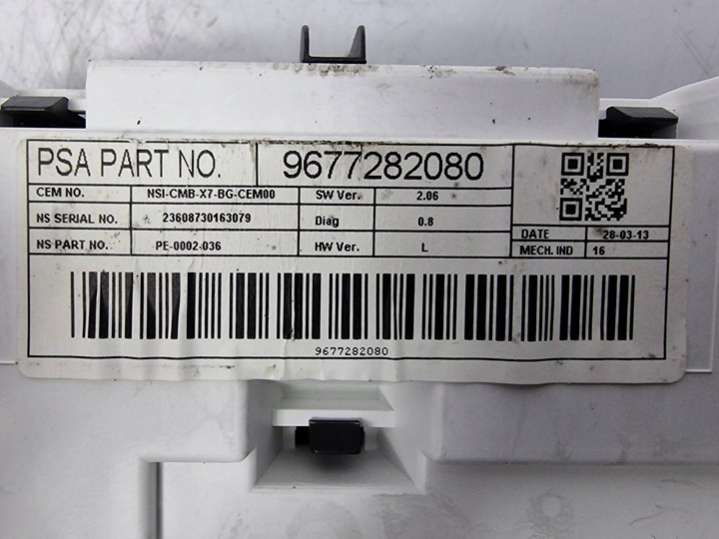 PSA PART NO. 9677282080
CEM NO. NSI-CMB-X7-BG-CEM00 SW Ver. 2.06
NS SERIAL NO. 23608730163079 Diag 0.8
NS PART NO. PE-0002-036 HW Ver. L
DATE 28-03-13
MECH. IND 16
9677282080